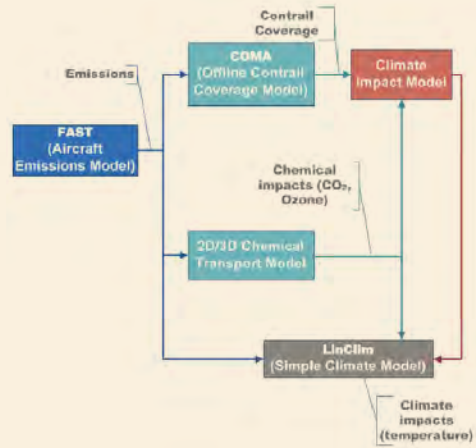 Contrail
Coverage
Emissions
COMA
(Offline Contrail
Coverage Model)
Climate
Impact Model
FAST
(Aircraft
Emissions Model)
Chemical
impacts (CO₂,
Ozone)
2D/3D Chemical
Transport Model
LinClim
(Simple Climate Model)
Climate
impacts
(temperature)